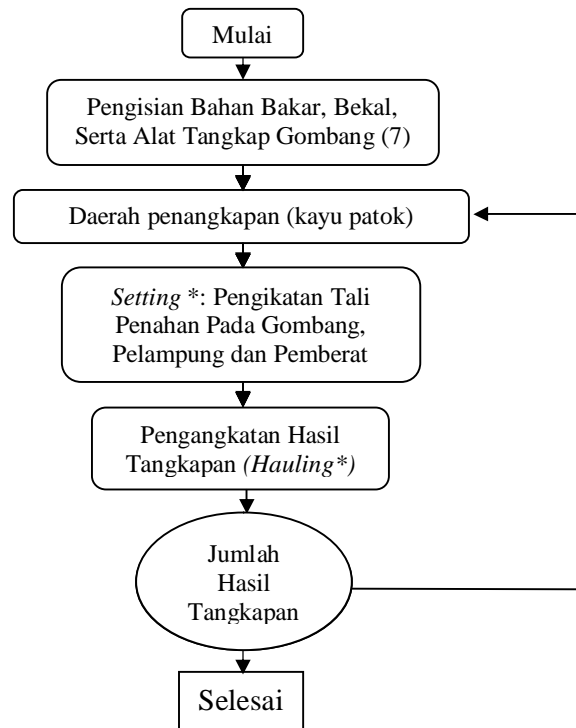 Mulai
Pengisian Bahan Bakar, Bekal,
Serta Alat Tangkap Gombang (7)
Daerah penangkapan (kayu patok)
Setting *: Pengikatan Tali
Penahan Pada Gombang,
Pelampung dan Pemberat
Pengangkatan Hasil
Tangkapan (Hauling*)
Jumlah
Hasil
Tangkapan
Selesai